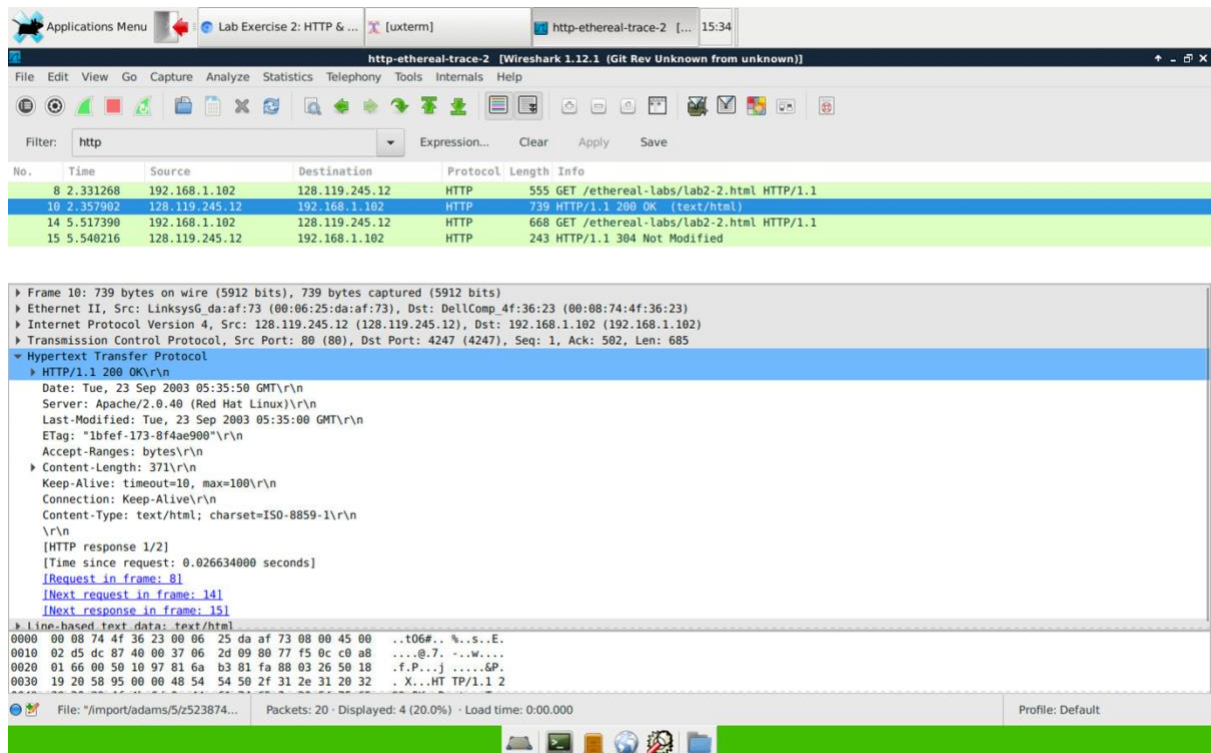 Applications Menu Lab Exercise 2: HTTP & ... [uxterm] http-ethereal-trace-2 [... 15:34
http-ethereal-trace-2 [Wireshark 1.12.1 (Git Rev Unknown from unknown)]
File Edit View Go Capture Analyze Statistics Telephony Tools Internals Help
Filter: http Expression... Clear Apply Save
No. Time Source Destination Protocol Length Info
8 2.331268 192.168.1.102 128.119.245.12 HTTP 555 GET /ethereal-labs/lab2-2.html HTTP/1.1
10 2.357902 128.119.245.12 192.168.1.102 HTTP 739 HTTP/1.1 200 OK (text/html)
14 5.517390 192.168.1.102 128.119.245.12 HTTP 668 GET /ethereal-labs/lab2-2.html HTTP/1.1
15 5.540216 128.119.245.12 192.168.1.102 HTTP 243 HTTP/1.1 304 Not Modified
Frame 10: 739 bytes on wire (5912 bits), 739 bytes captured (5912 bits)
Ethernet II, Src: LinksysG_da:af:73 (00:06:25:da:af:73), Dst: DellComp_4f:36:23 (00:08:74:4f:36:23)
Internet Protocol Version 4, Src: 128.119.245.12 (128.119.245.12), Dst: 192.168.1.102 (192.168.1.102)
Transmission Control Protocol, Src Port: 80 (80), Dst Port: 4247 (4247), Seq: 1, Ack: 502, Len: 685
Hypertext Transfer Protocol
HTTP/1.1 200 OK\r\n
Date: Tue, 23 Sep 2003 05:35:50 GMT\r\n
Server: Apache/2.0.40 (Red Hat Linux)\r\n
Last-Modified: Tue, 23 Sep 2003 05:35:00 GMT\r\n
ETag: "1bfef-173-8f4ae900"\r\n
Accept-Ranges: bytes\r\n
Content-Length: 371\r\n
Keep-Alive: timeout=10, max=100\r\n
Connection: Keep-Alive\r\n
Content-Type: text/html; charset=ISO-8859-1\r\n
\r\n
[HTTP response 1/2]
[Time since request: 0.026634000 seconds]
[Request in frame: 8]
[Next request in frame: 14]
[Next response in frame: 15]
Line-based text data: text/html
0000 00 08 74 4f 36 23 00 06 25 da af 73 08 00 45 00 ..tO6#.. %..s..E.
0010 02 d5 dc 87 40 00 37 06 2d 09 80 77 f5 0c c0 a8 ....@.7. -..w....
0020 01 66 00 50 10 97 81 6a b3 81 fa 88 03 26 50 18 .f.P...j .....&P.
0030 19 20 58 95 00 00 48 54 54 50 2f 31 2e 31 20 32 . X...HT TP/1.1 2
File: "/import/adams/5/z523874... Packets: 20 · Displayed: 4 (20.0%) · Load time: 0:00.000 Profile: Default